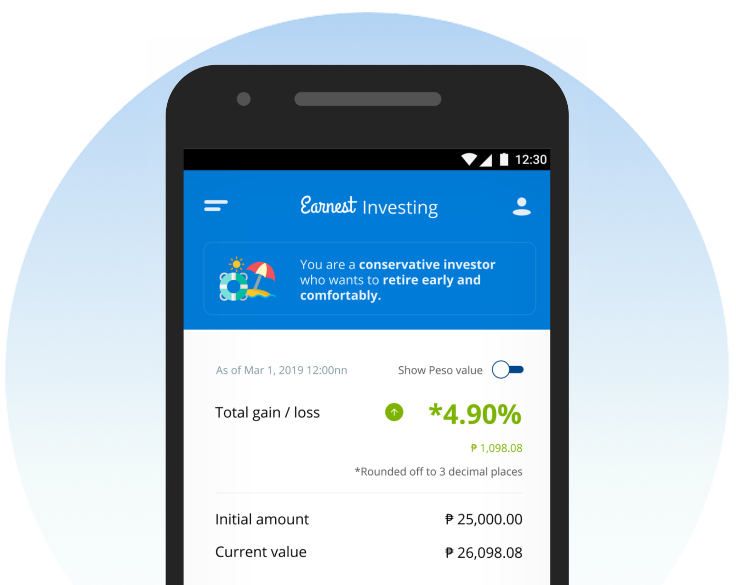 12:30
Earnest Investing
You are a conservative investor
who wants to retire early and
comfortably.
As of Mar 1, 2019 12:00nn
Show Peso value
Total gain / loss
*4.90%
₱ 1,098.08
*Rounded off to 3 decimal places
Initial amount
₱ 25,000.00
Current value
₱ 26,098.08